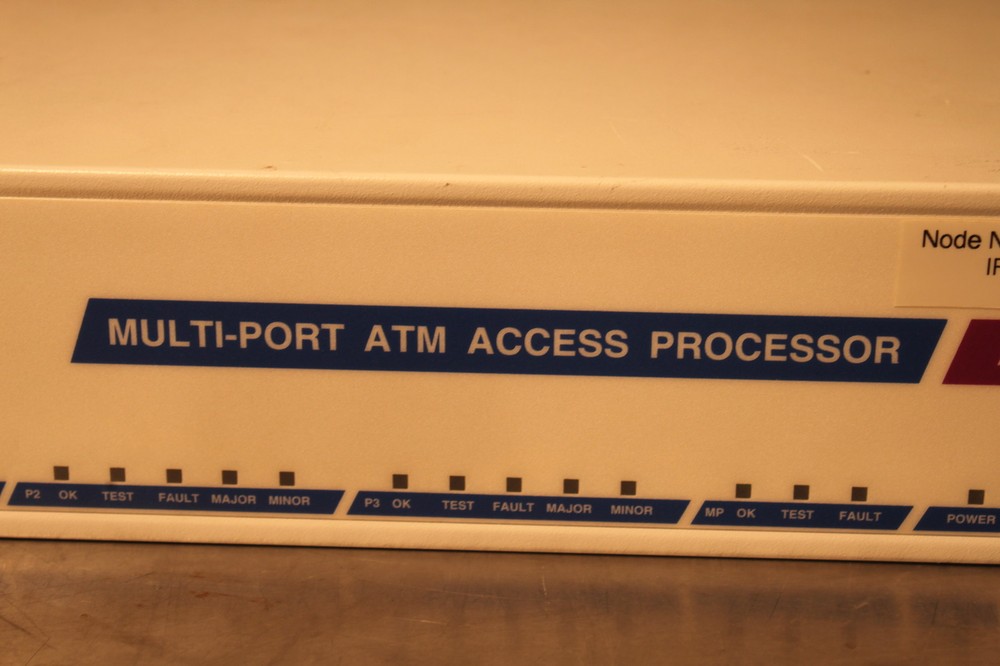 Node
MULTI-PORT ATM ACCESS PROCESSOR
P2 OK TEST FAULT MAJOR MINOR
P3 OK TEST FAULT MAJOR MINOR
MP OK TEST FAULT
POWER